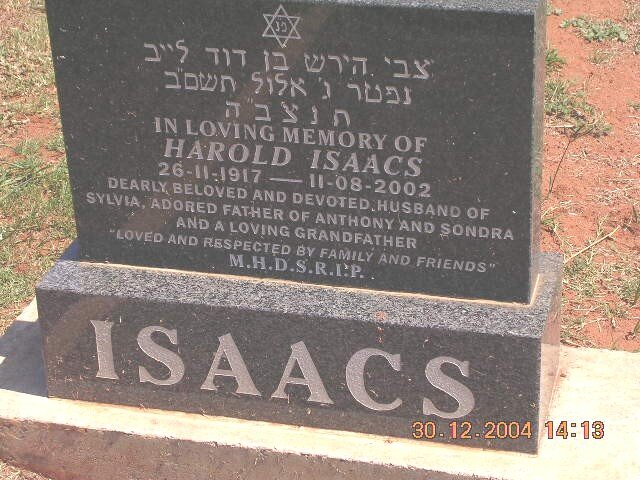 פנ
צבי הירש בן דוד לייב
נפטר ג' אלול תשס"ב
ת נ צ ב ה
IN LOVING MEMORY OF
HAROLD ISAACS
26-11-1917 — 11-08-2002
DEARLY BELOVED AND DEVOTED HUSBAND OF
SYLVIA, ADORED FATHER OF ANTHONY AND SONDRA
AND A LOVING GRANDFATHER
"LOVED AND RESPECTED BY FAMILY AND FRIENDS"
M.H.D.S.R.I.P.
ISAACS
30.12.2004 14:13